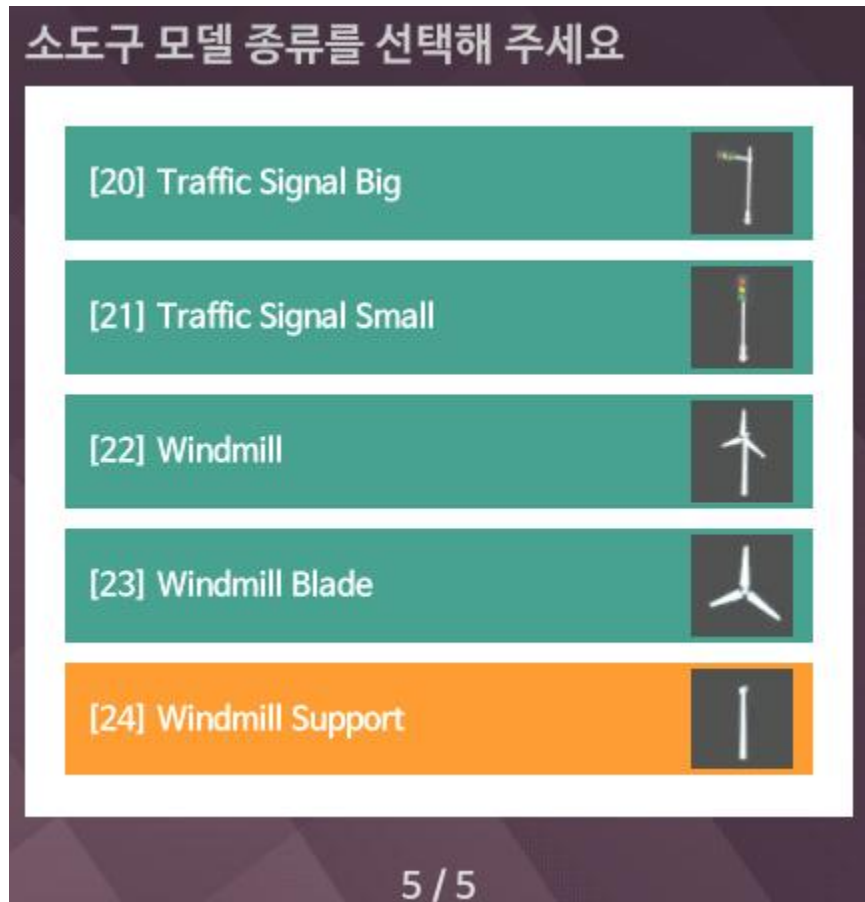 소도구 모델 종류를 선택해 주세요
[20] Traffic Signal Big
[21] Traffic Signal Small
[22] Windmill
[23] Windmill Blade
[24] Windmill Support
5 / 5